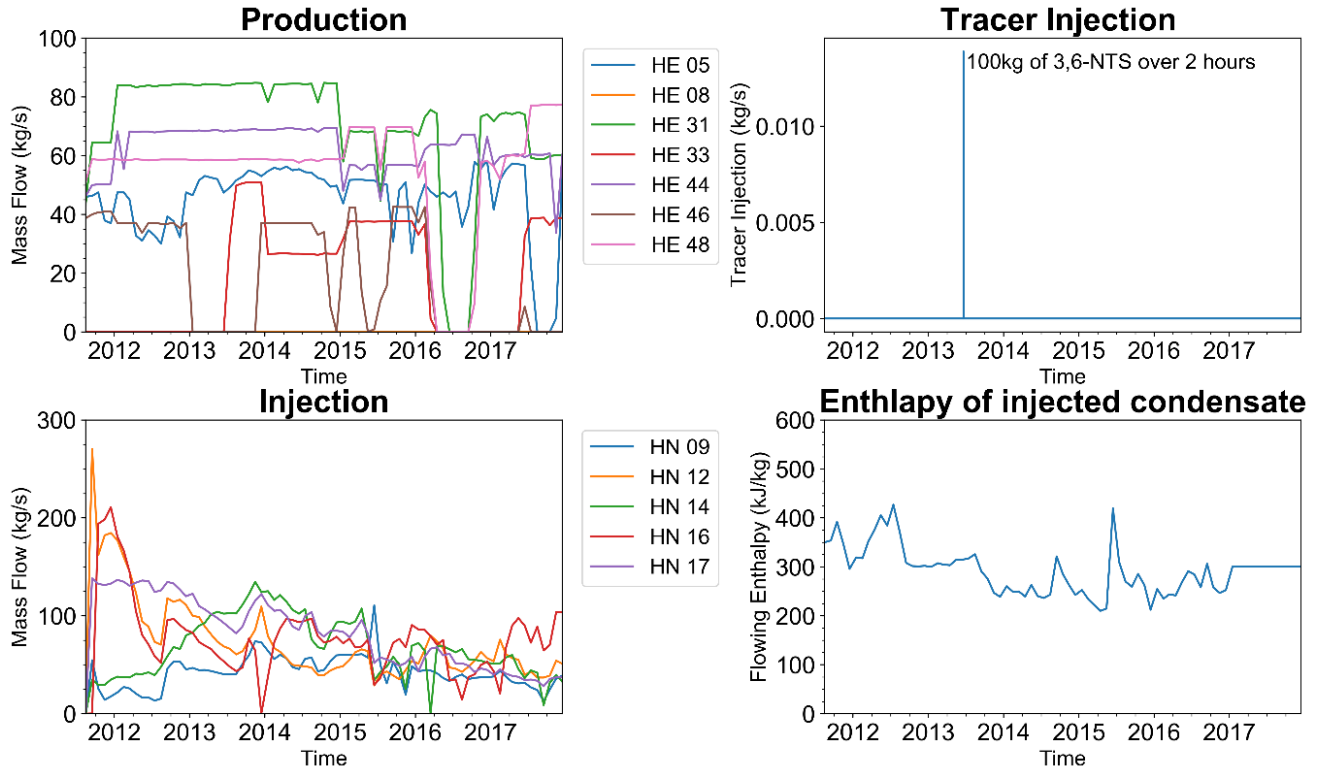 Production
Mass Flow (kg/s)
100
80
60
40
20
0
2012 2013 2014 2015 2016 2017
Time
HE 05
HE 08
HE 31
HE 33
HE 44
HE 46
HE 48
Tracer Injection
Tracer Injection (kg/s)
100kg of 3,6-NTS over 2 hours
0.010
0.005
0.000
2012 2013 2014 2015 2016 2017
Time
Injection
Mass Flow (kg/s)
300
200
100
0
2012 2013 2014 2015 2016 2017
Time
HN 09
HN 12
HN 14
HN 16
HN 17
Enthlapy of injected condensate
Flowing Enthalpy (kJ/kg)
600
500
400
300
200
100
0
2012 2013 2014 2015 2016 2017
Time